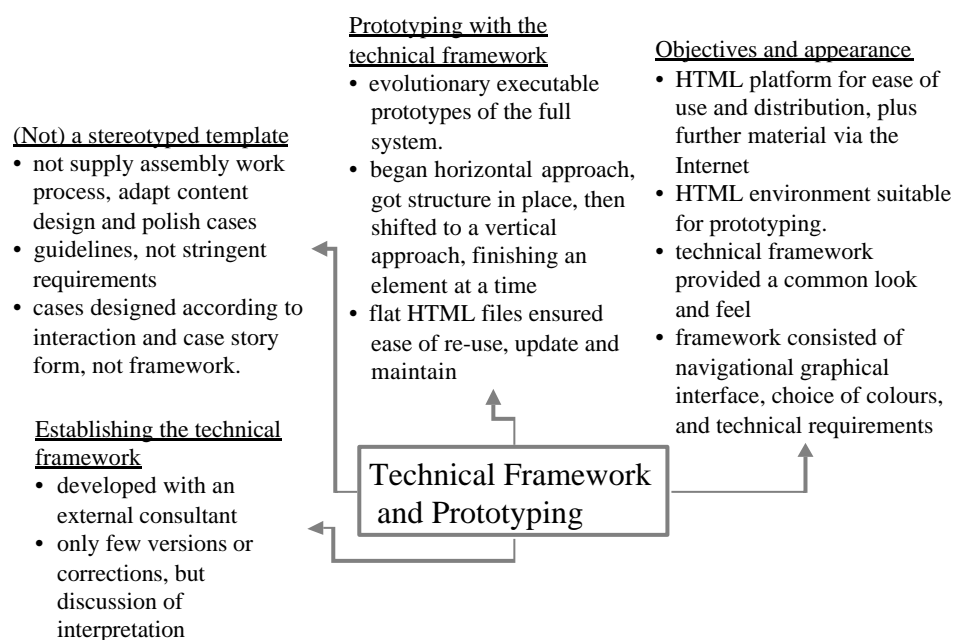 Prototyping with the
technical framework
• evolutionary executable
prototypes of the full
system.
• began horizontal approach,
got structure in place, then
shifted to a vertical
approach, finishing an
element at a time
• flat HTML files ensured
ease of re-use, update and
maintain
Objectives and appearance
• HTML platform for ease of
use and distribution, plus
further material via the
Internet
• HTML environment suitable
for prototyping.
• technical framework
provided a common look
and feel
• framework consisted of
navigational graphical
interface, choice of colours,
and technical requirements
(Not) a stereotyped template
• not supply assembly work
process, adapt content
design and polish cases
• guidelines, not stringent
requirements
• cases designed according to
interaction and case story
form, not framework.
Establishing the technical
framework
• developed with an
external consultant
• only few versions or
corrections, but
discussion of
interpretation
Technical Framework
and Prototyping